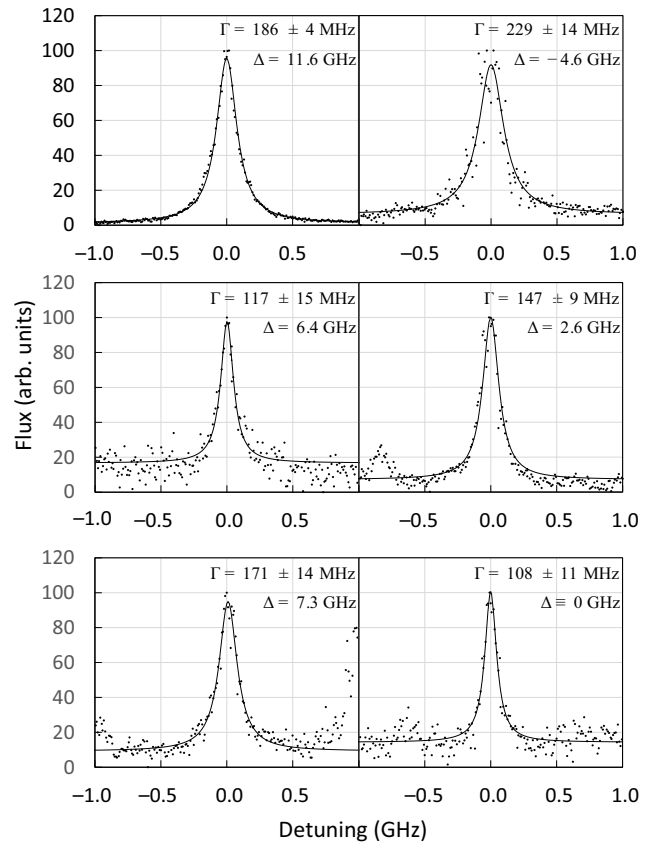 Γ = 186 ± 4 MHz
Δ = 11.6 GHz
Γ = 229 ± 14 MHz
Δ = −4.6 GHz
120
100
80
60
40
20
0
−1.0 −0.5 0.0 0.5
−0.5 0.0 0.5 1.0
Γ = 117 ± 15 MHz
Δ = 6.4 GHz
Γ = 147 ± 9 MHz
Δ = 2.6 GHz
120
100
80
60
40
20
0
Flux (arb. units)
−1.0 −0.5 0.0 0.5
−0.5 0.0 0.5 1.0
Γ = 171 ± 14 MHz
Δ = 7.3 GHz
Γ = 108 ± 11 MHz
Δ ≡ 0 GHz
120
100
80
60
40
20
0
−1.0 −0.5 0.0 0.5
−0.5 0.0 0.5 1.0
Detuning (GHz)